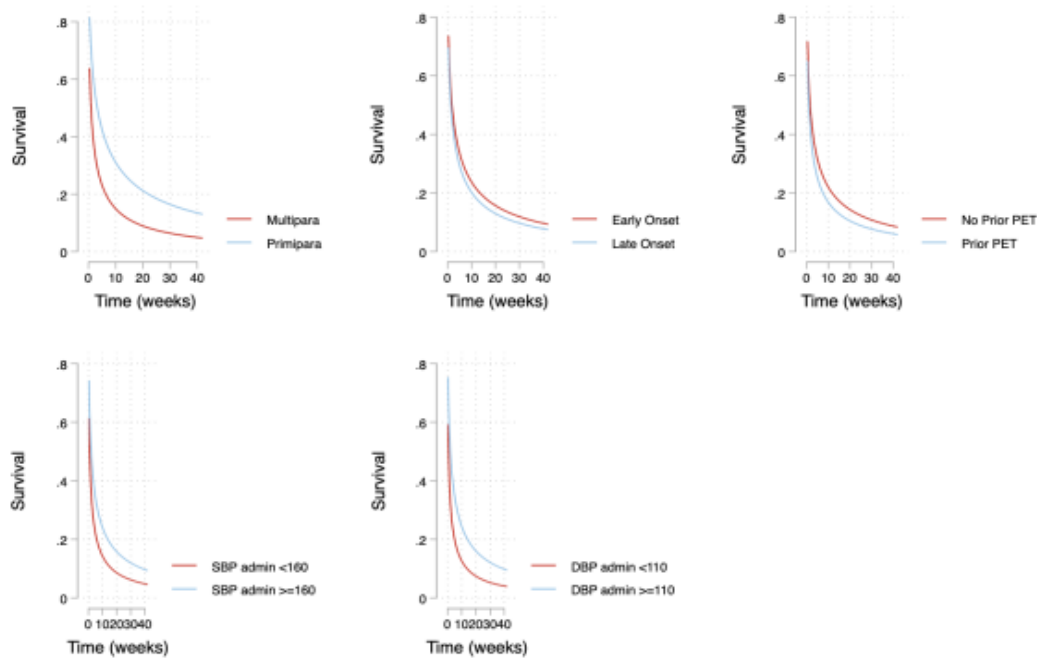 .8
.6
.4
.2
0
Survival
0 10 20 30 40
Time (weeks)
Multipara
Primipara
.8
.6
.4
.2
0
Survival
0 10 20 30 40
Time (weeks)
Early Onset
Late Onset
.8
.6
.4
.2
0
Survival
0 10 20 30 40
Time (weeks)
No Prior PET
Prior PET
.8
.6
.4
.2
0
Survival
0 10203040
Time (weeks)
SBP admin <160
SBP admin >=160
.8
.6
.4
.2
0
Survival
0 10203040
Time (weeks)
DBP admin <110
DBP admin >=110